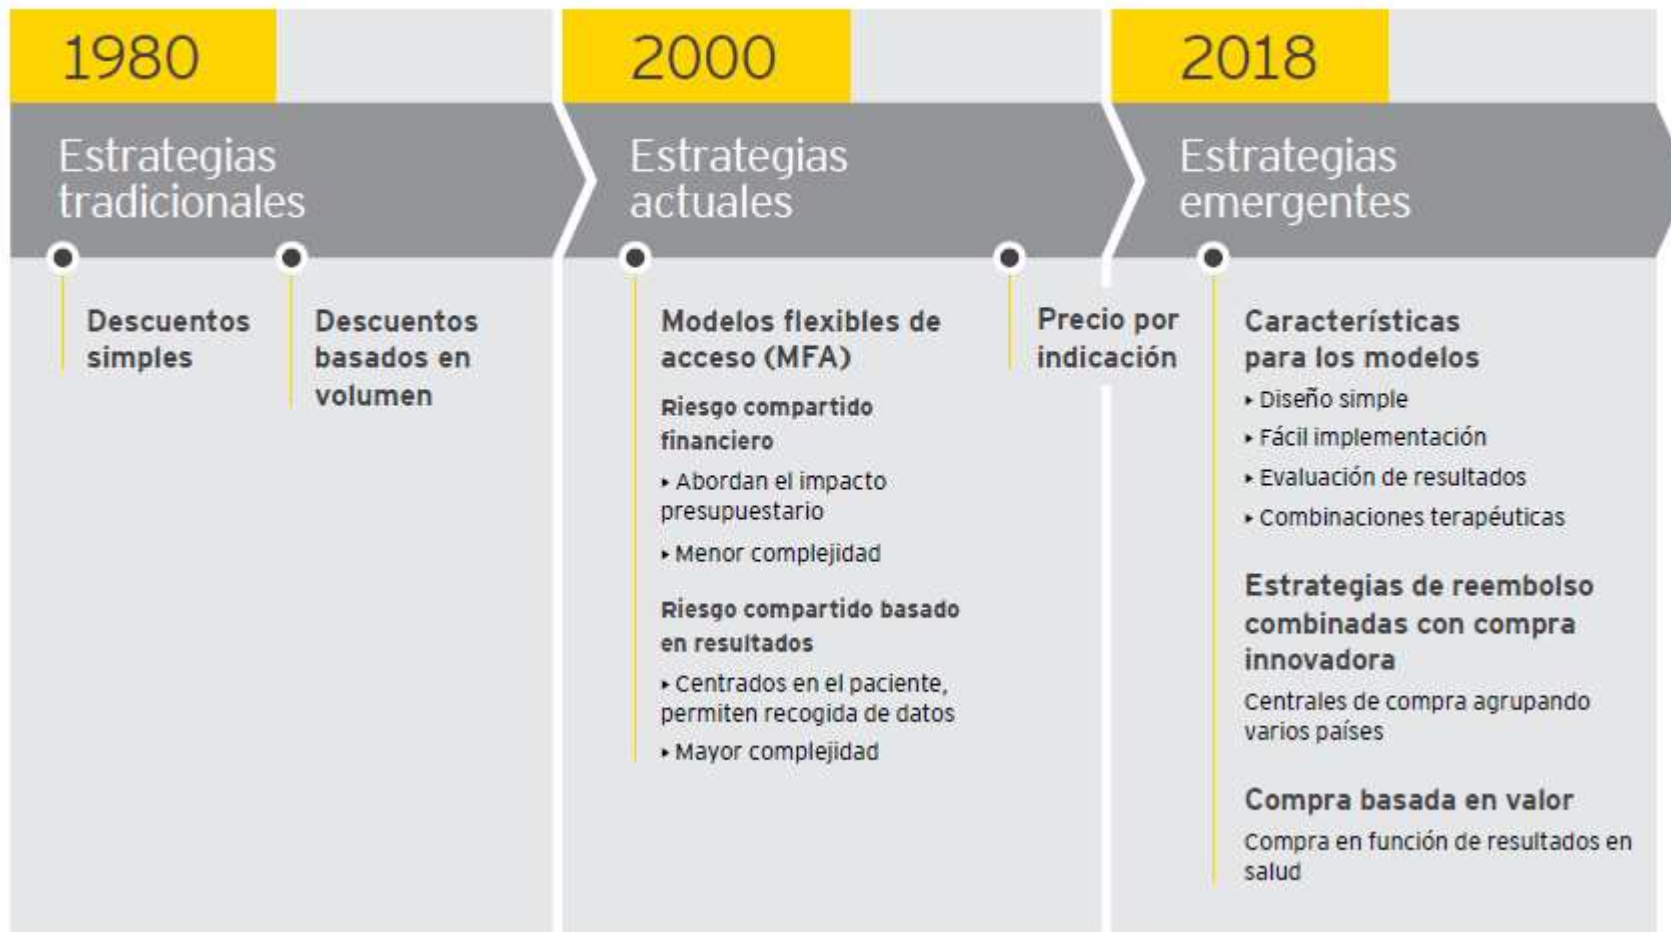 1980
Estrategias
tradicionales
Descuentos
simples
Descuentos
basados en
volumen
2000
Estrategias
actuales
Modelos flexibles de
acceso (MFA)
Riesgo compartido
financiero
▸ Abordan el impacto
presupuestario
▸ Menor complejidad
Riesgo compartido basado
en resultados
▸ Centrados en el paciente,
permiten recogida de datos
▸ Mayor complejidad
Precio por
indicación
2018
Estrategias
emergentes
Características
para los modelos
▸ Diseño simple
▸ Fácil implementación
▸ Evaluación de resultados
▸ Combinaciones terapéuticas
Estrategias de reembolso
combinadas con compra
innovadora
Centrales de compra agrupando
varios países
Compra basada en valor
Compra en función de resultados en
salud